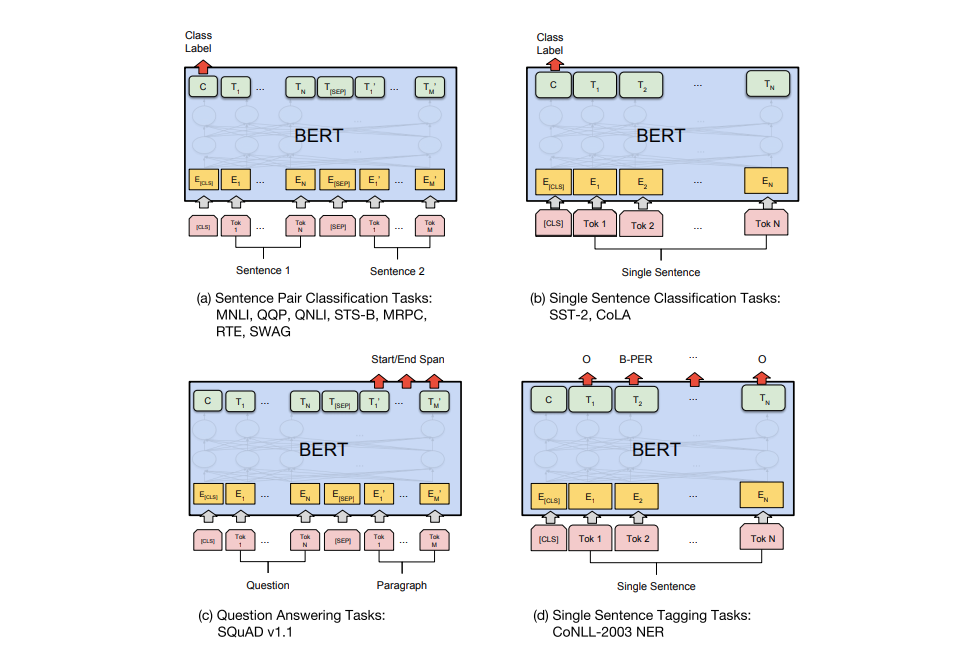 Class
Label
C T1 ... TN T[SEP] T1' ... TM'
BERT
E[CLS] E1 ... EN E[SEP] E1' ... EM'
[CLS] Tok 1 ... Tok N [SEP] Tok 1 ... Tok M
Sentence 1 Sentence 2
(a) Sentence Pair Classification Tasks:
MNLI, QQP, QNLI, STS-B, MRPC,
RTE, SWAG
Class
Label
C T1 T2 ... TN
BERT
E[CLS] E1 E2 ... EN
[CLS] Tok 1 Tok 2 ... Tok N
Single Sentence
(b) Single Sentence Classification Tasks:
SST-2, CoLA
Start/End Span
C T1 ... TN T[SEP] T1' ... TM'
BERT
E[CLS] E1 ... EN E[SEP] E1' ... EM'
[CLS] Tok 1 ... Tok N [SEP] Tok 1 ... Tok M
Question Paragraph
(c) Question Answering Tasks:
SQuAD v1.1
O B-PER ... O
C T1 T2 ... TN
BERT
E[CLS] E1 E2 ... EN
[CLS] Tok 1 Tok 2 ... Tok N
Single Sentence
(d) Single Sentence Tagging Tasks:
CoNLL-2003 NER